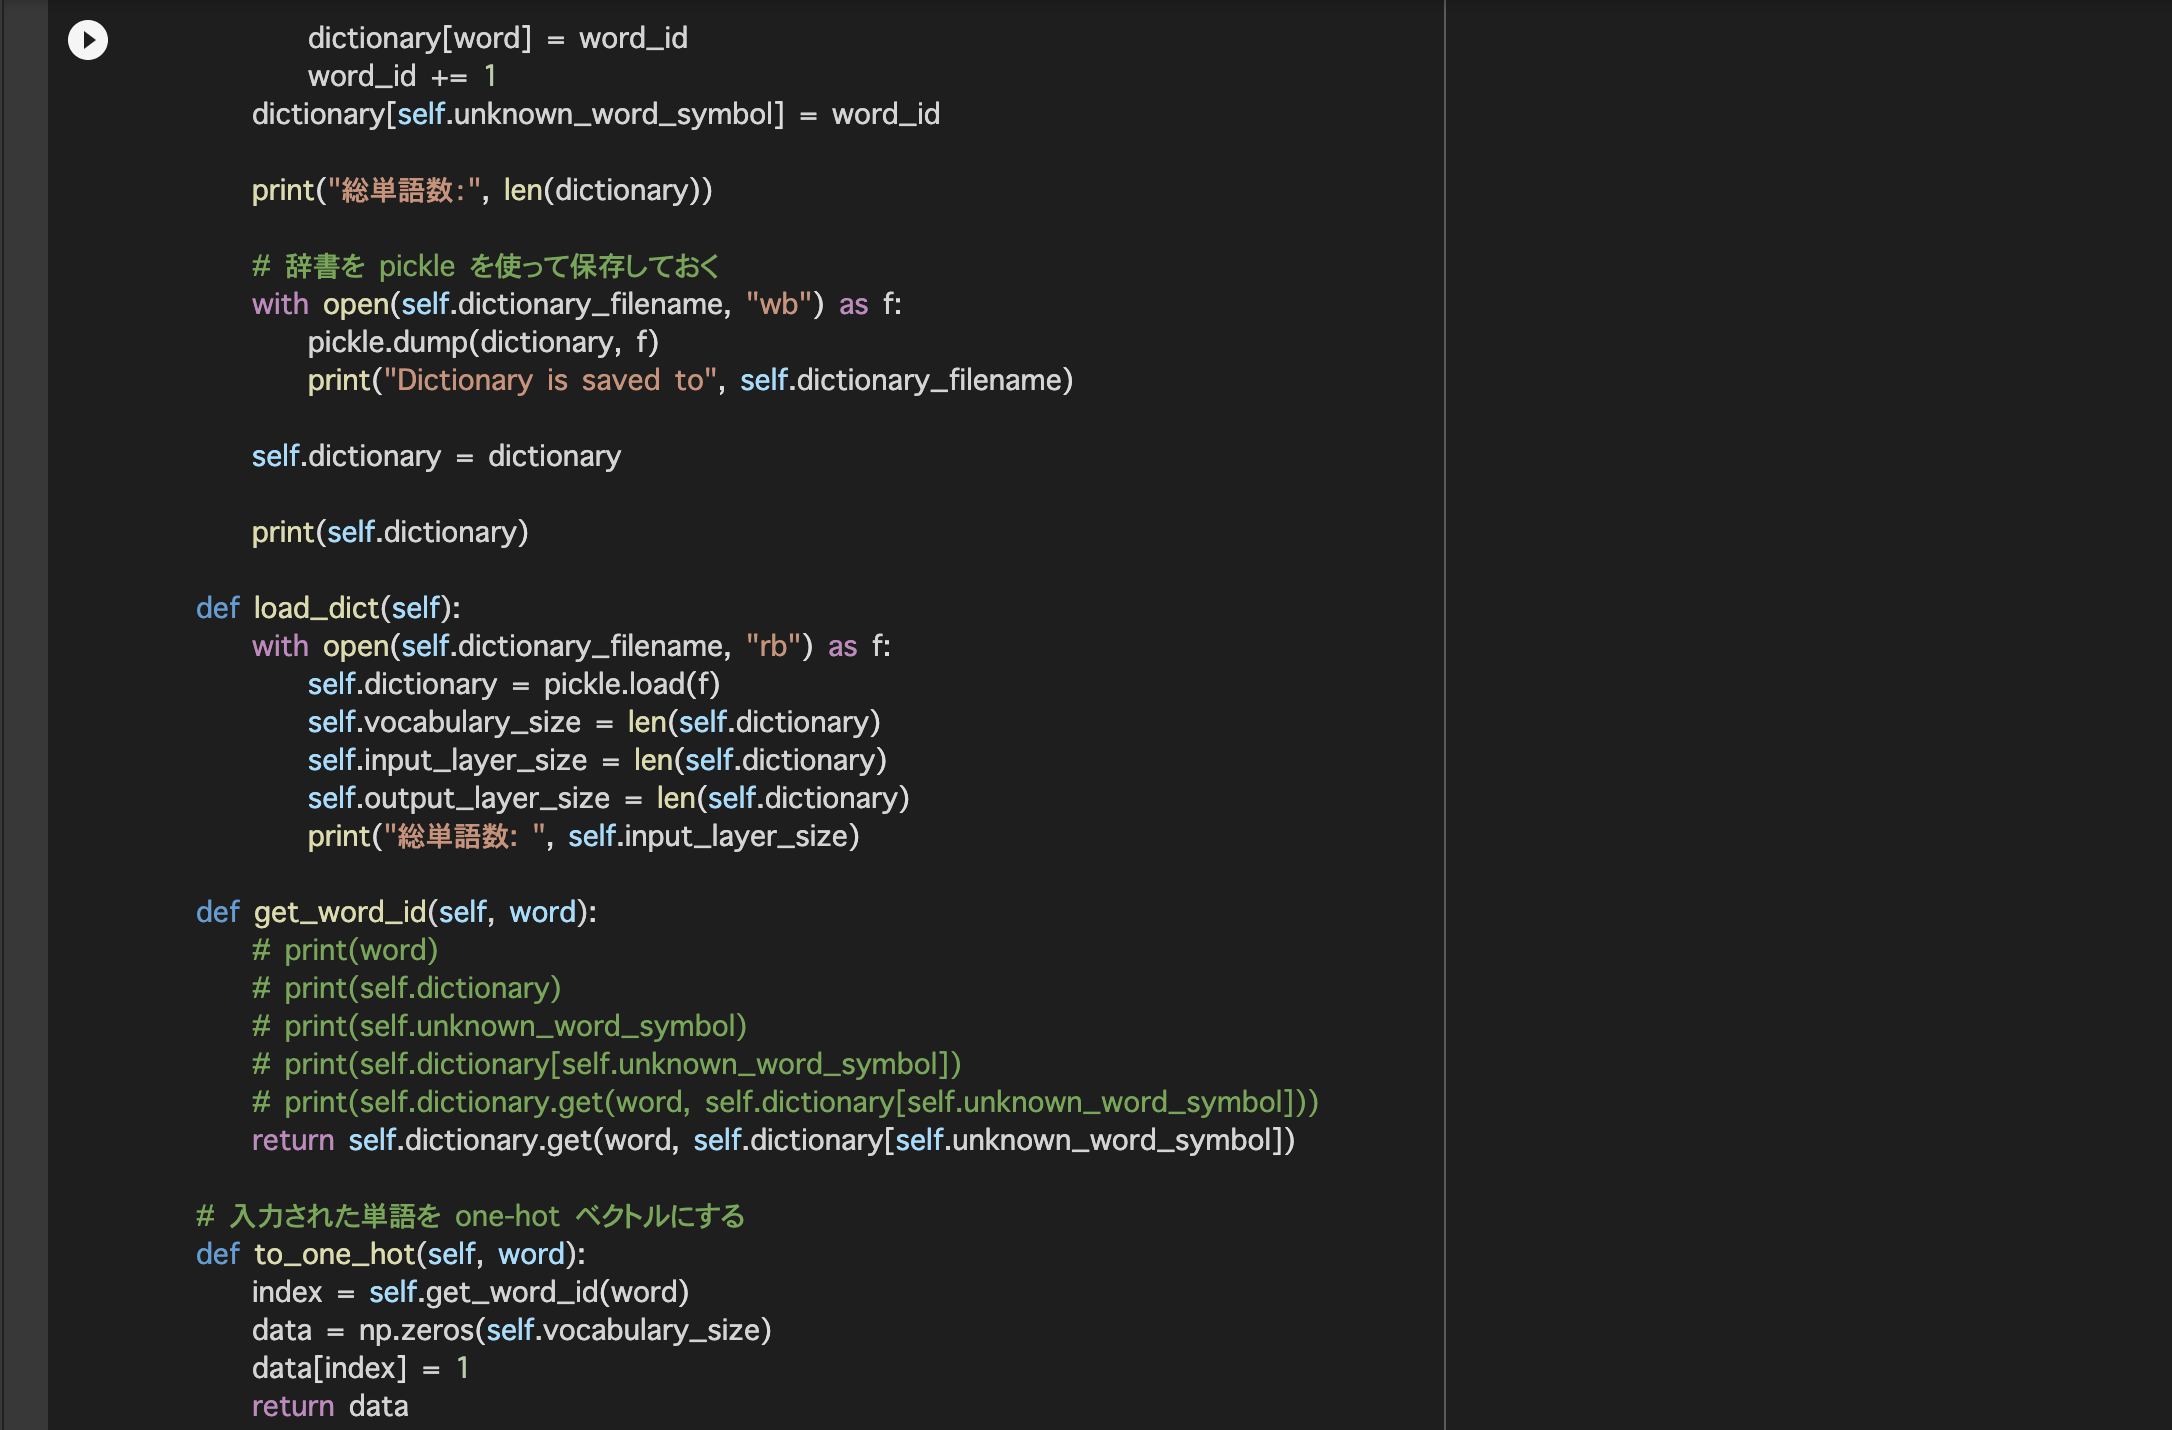 dictionary[word] = word_id
word_id += 1
dictionary[self.unknown_word_symbol] = word_id
print("総単語数:", len(dictionary))
# 辞書を pickle を使って保存しておく
with open(self.dictionary_filename, "wb") as f:
pickle.dump(dictionary, f)
print("Dictionary is saved to", self.dictionary_filename)
self.dictionary = dictionary
print(self.dictionary)
def load_dict(self):
with open(self.dictionary_filename, "rb") as f:
self.dictionary = pickle.load(f)
self.vocabulary_size = len(self.dictionary)
self.input_layer_size = len(self.dictionary)
self.output_layer_size = len(self.dictionary)
print("総単語数: ", self.input_layer_size)
def get_word_id(self, word):
# print(word)
# print(self.dictionary)
# print(self.unknown_word_symbol)
# print(self.dictionary[self.unknown_word_symbol])
# print(self.dictionary.get(word, self.dictionary[self.unknown_word_symbol]))
return self.dictionary.get(word, self.dictionary[self.unknown_word_symbol])
# 入力された単語を one-hot ベクトルにする
def to_one_hot(self, word):
index = self.get_word_id(word)
data = np.zeros(self.vocabulary_size)
data[index] = 1
return data